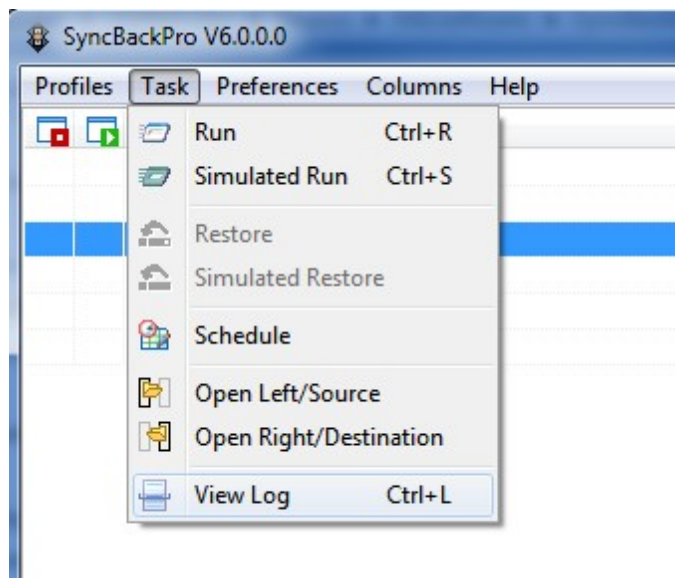 SyncBackPro V6.0.0.0
Profiles Task Preferences Columns Help
Run Ctrl+R
Simulated Run Ctrl+S
Restore
Simulated Restore
Schedule
Open Left/Source
Open Right/Destination
View Log Ctrl+L